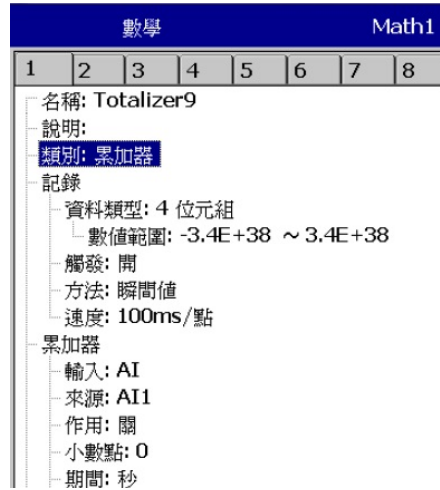 數學 Math1
1 2 3 4 5 6 7 8
名稱: Totalizer9
說明:
類別: 累加器
記錄
資料類型: 4 位元組
數值範圍: -3.4E+38 ~ 3.4E+38
觸發: 開
方法: 瞬間值
速度: 100ms/點
累加器
輸入: AI
來源: AI1
作用: 關
小數點: 0
期間: 秒